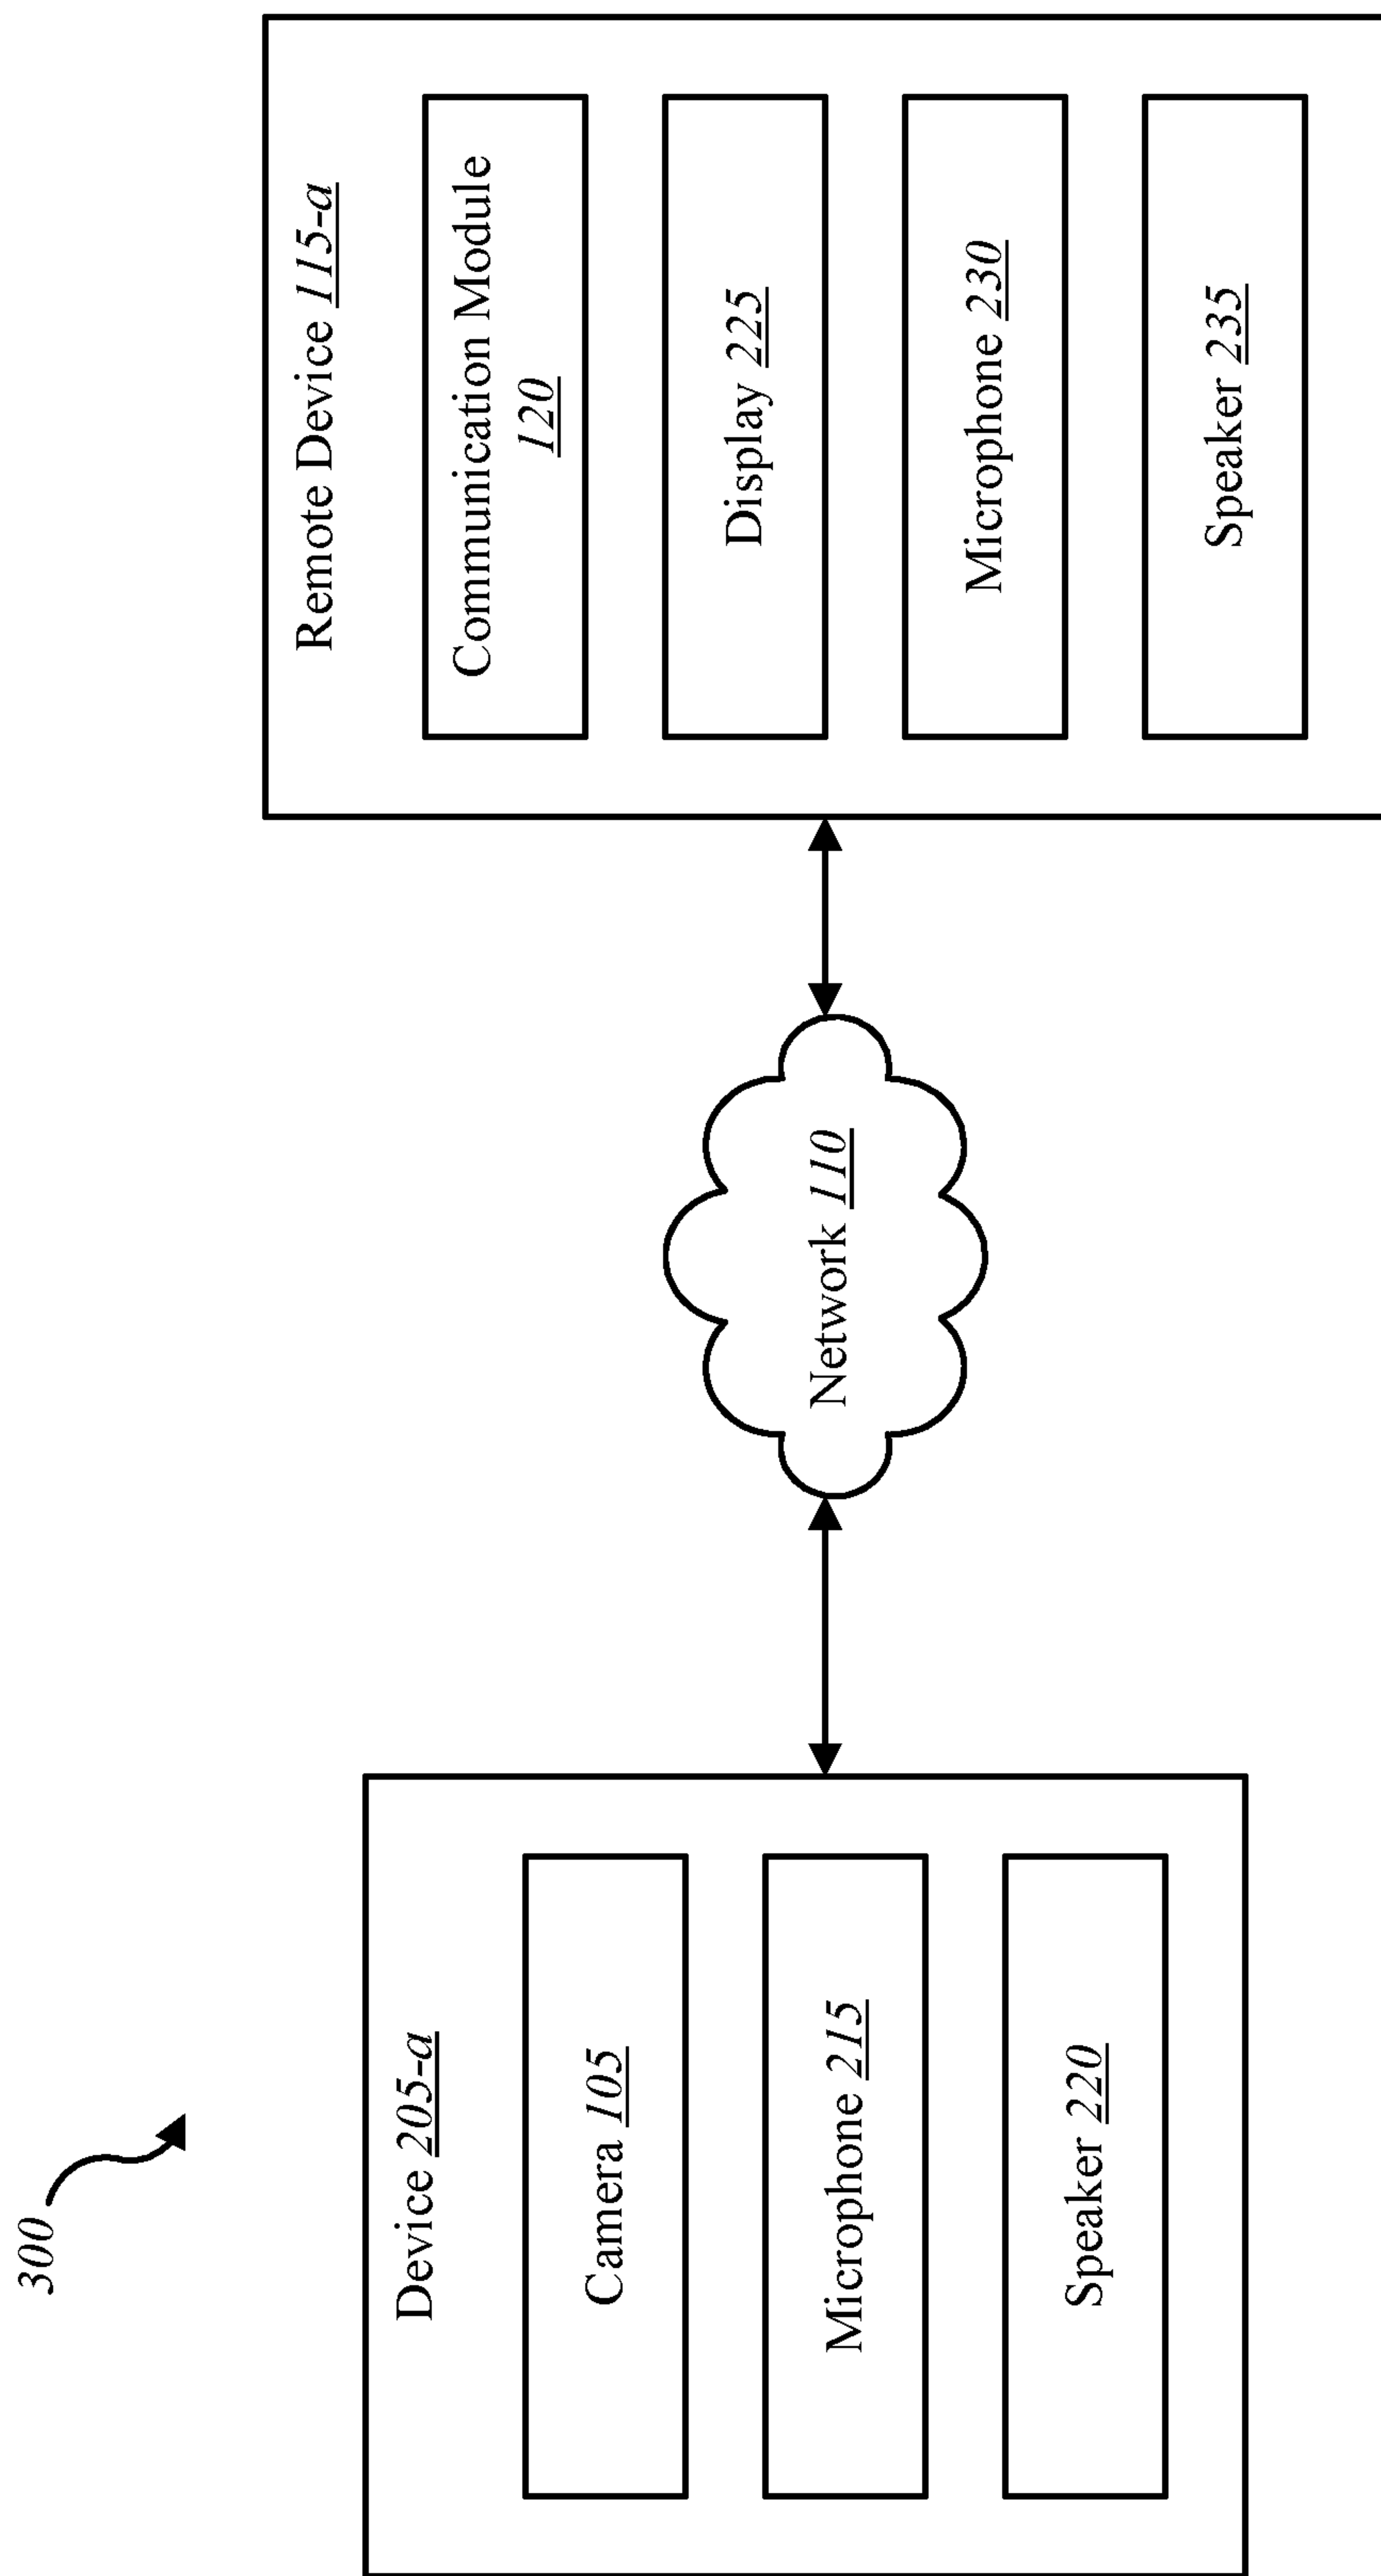 300
Device 205-a
Camera 105
Microphone 215
Speaker 220
Network 110
Remote Device 115-a
Communication Module
120
Display 225
Microphone 230
Speaker 235